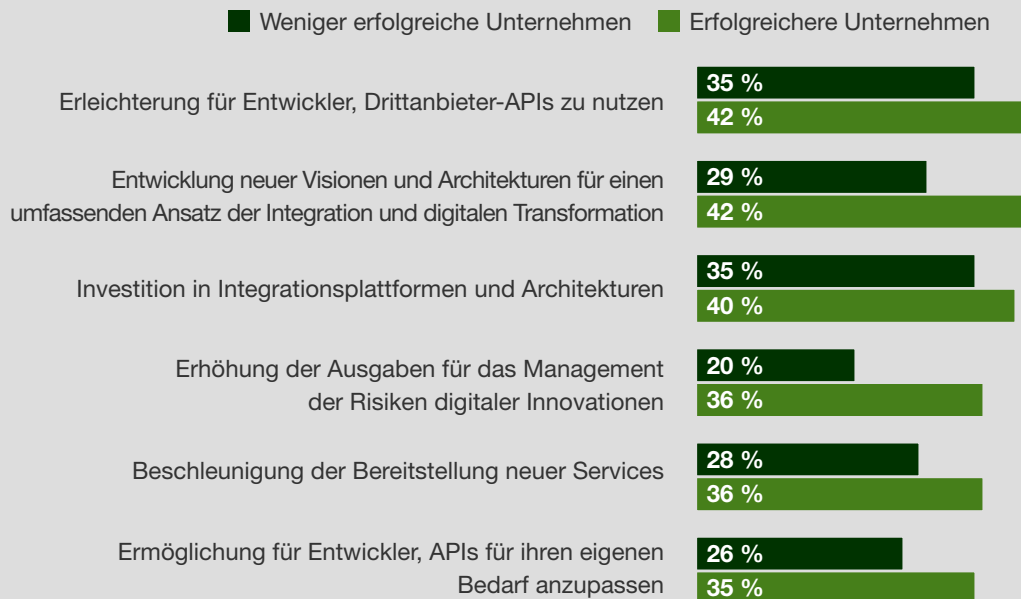 Weniger erfolgreiche Unternehmen Erfolgreichere Unternehmen
35 %
Erleichterung für Entwickler, Drittanbieter-APIs zu nutzen
42 %
Entwicklung neuer Visionen und Architekturen für einen
29 %
umfassenden Ansatz der Integration und digitalen Transformation
42 %
35 %
Investition in Integrationsplattformen und Architekturen
40 %
Erhöhung der Ausgaben für das Management
20 %
der Risiken digitaler Innovationen
36 %
28 %
Beschleunigung der Bereitstellung neuer Services
36 %
Ermöglichung für Entwickler, APIs für ihren eigenen
26 %
Bedarf anzupassen
35 %